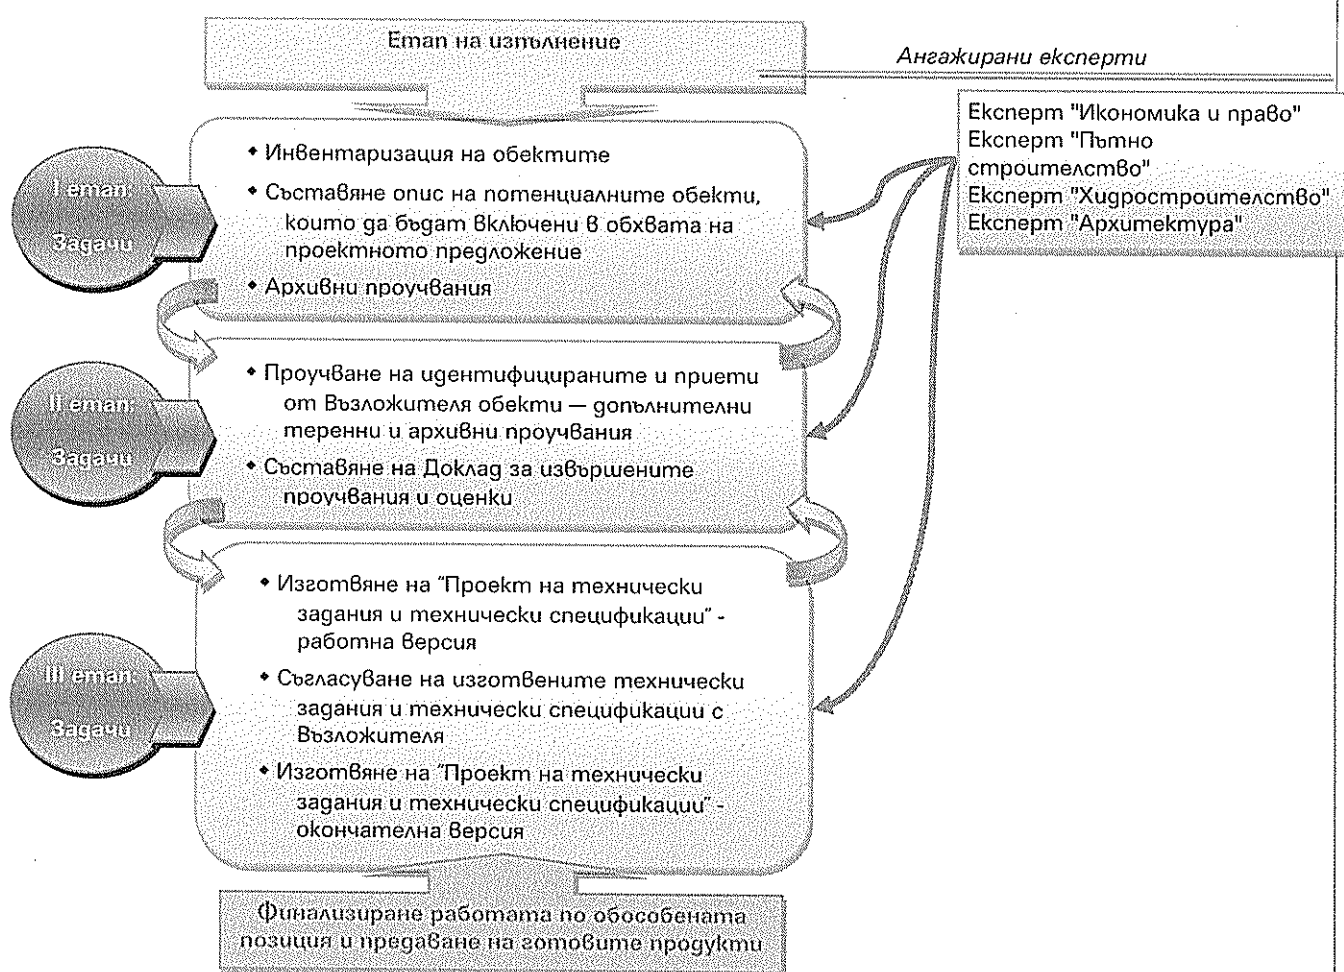 Етап на изпълнение
Ангажирани експерти
Експерт "Икономика и право"
Експерт "Пътно
строителство"
Експерт "Хидростроителство"
Експерт "Архитектура"
I етап:
Задачи
• Инвентаризация на обектите
• Съставяне опис на потенциалните обекти,
които да бъдат включени в обхвата на
проектното предложение
• Архивни проучвания
II етап:
Задачи
• Проучване на идентифицираните и приети
от Възложителя обекти — допълнителни
теренни и архивни проучвания
• Съставяне на Доклад за извършените
проучвания и оценки
III етап:
Задачи
• Изготвяне на "Проект на технически
задания и технически спецификации" -
работна версия
• Съгласуване на изготвените технически
задания и технически спецификации с
Възложителя
• Изготвяне на "Проект на технически
задания и технически спецификации" -
окончателна версия
Финализиране работата по обособената
позиция и предаване на готовите продукти